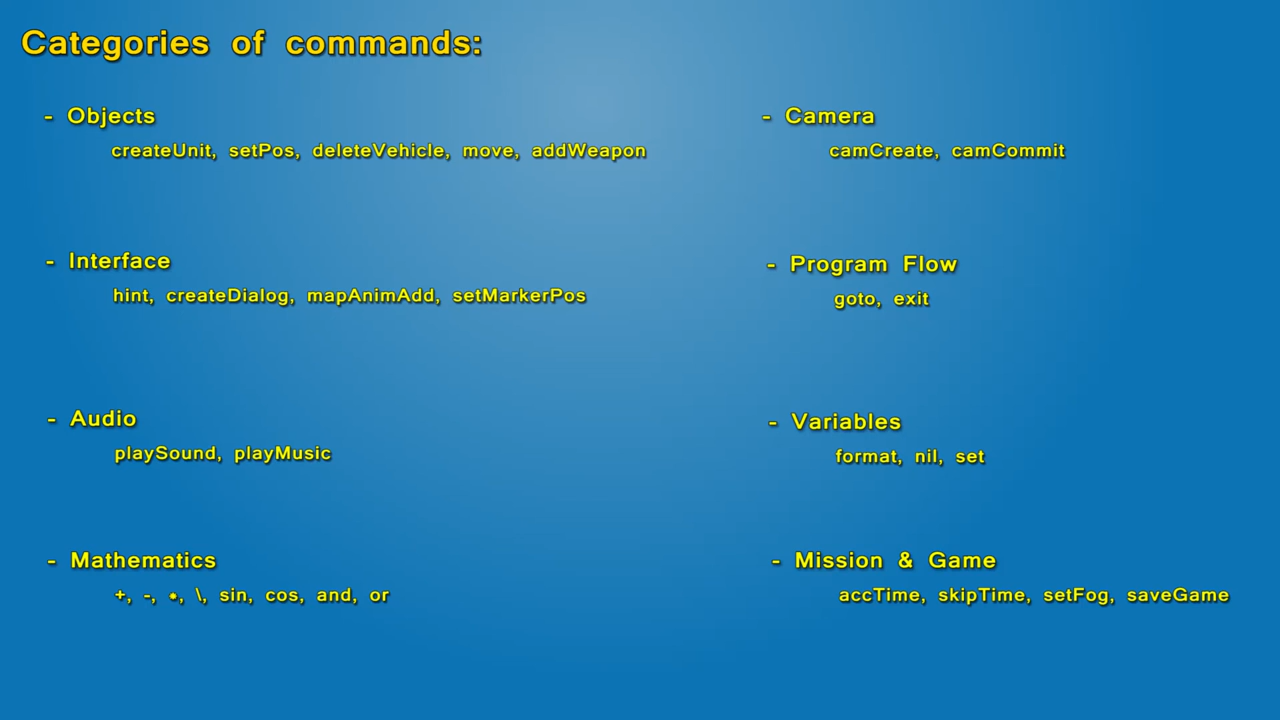 Categories of commands:
- Objects
createUnit, setPos, deleteVehicle, move, addWeapon
- Interface
hint, createDialog, mapAnimAdd, setMarkerPos
- Audio
playSound, playMusic
- Mathematics
+, -, *, \, sin, cos, and, or
- Camera
camCreate, camCommit
- Program Flow
goto, exit
- Variables
format, nil, set
- Mission & Game
accTime, skipTime, setFog, saveGame